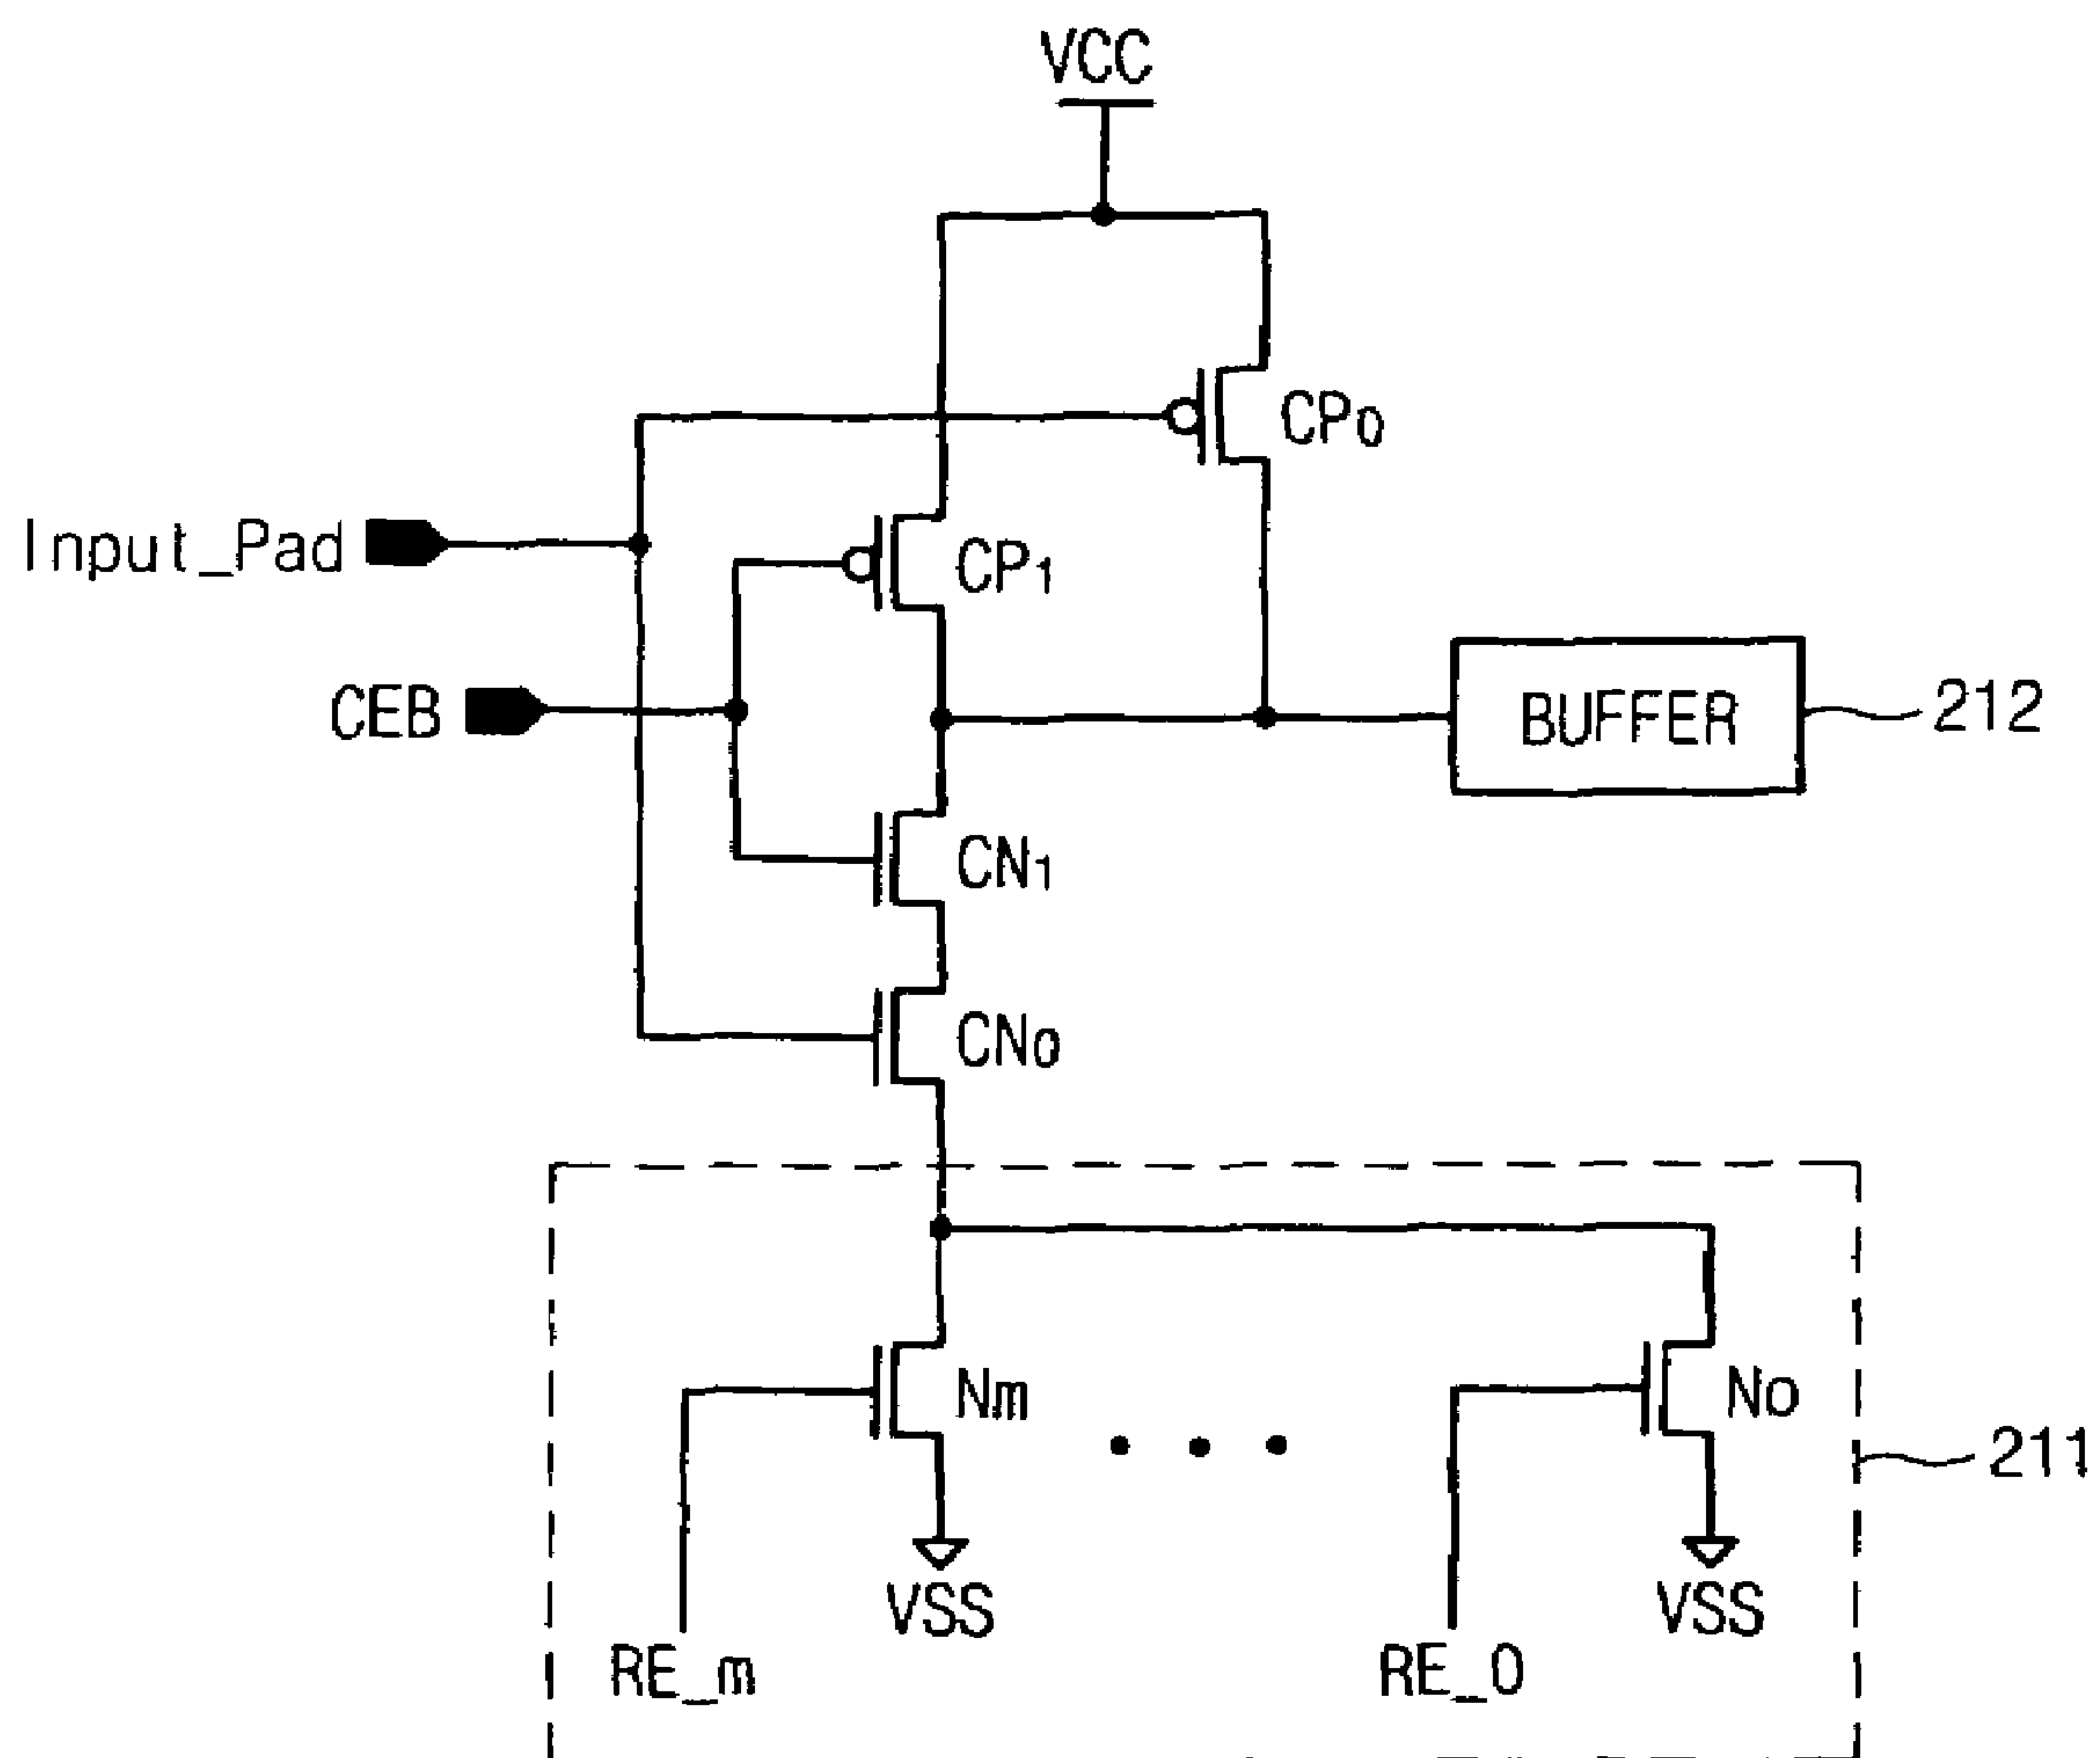 VCC
CP0
Input_Pad
CP1
CEB
BUFFER
212
CN1
CN0
Nm
N0
211
VSS
VSS
RE_m
RE_0